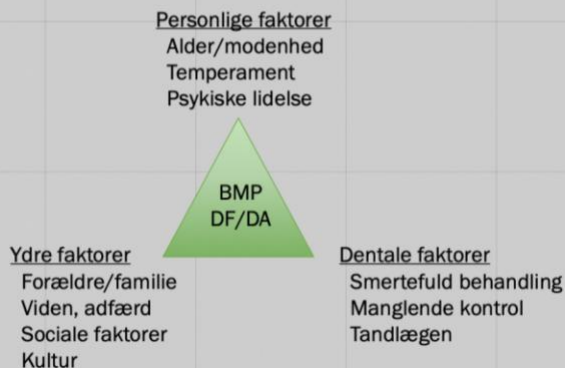 Personlige faktorer
Alder/modenhed
Temperament
Psykiske lidelse
BMP
DF/DA
Ydre faktorer
Forældre/familie
Viden, adfærd
Sociale faktorer
Kultur
Dentale faktorer
Smertefuld behandling
Manglende kontrol
Tandlægen